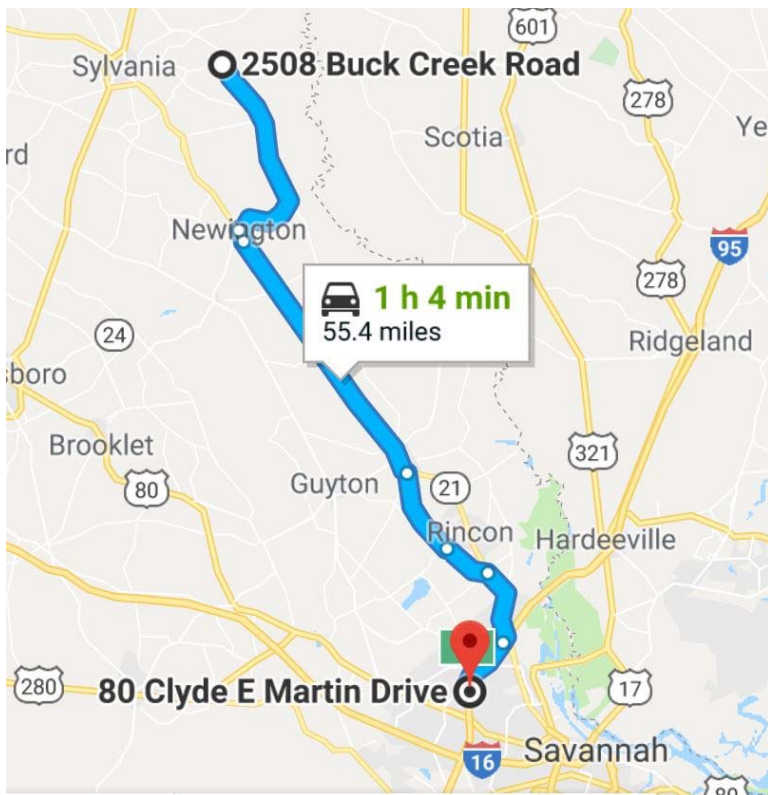 601
Sylvania
2508 Buck Creek Road
278
Ye
Scotia
rd
Newington
95
1 h 4 min
55.4 miles
278
24
Ridgeland
sboro
Brooklet
321
80
Guyton
21
Rincon
Hardeeville
280
80 Clyde E Martin Drive
17
16
Savannah
80